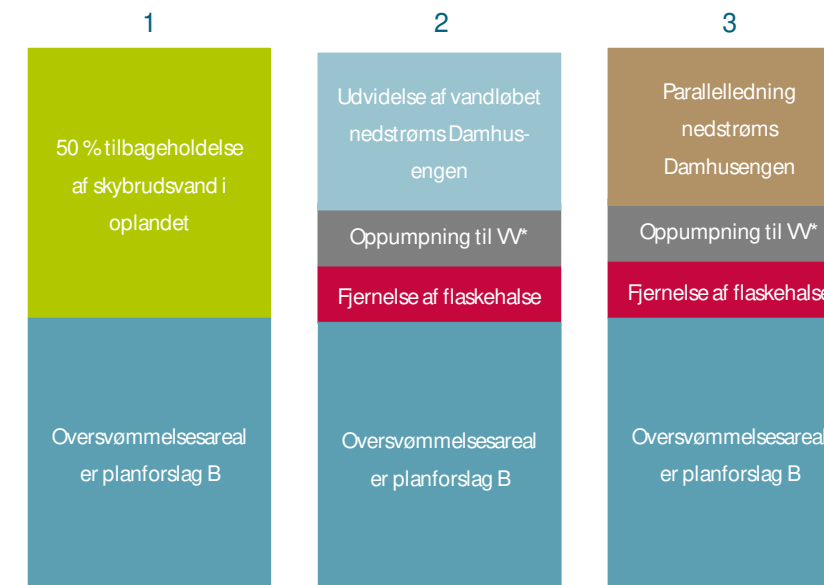 1
50 % tilbageholdelse
af skybrudsvand i
oplandet
Oversvømmelsesareal
er planforslag B
2
Udvidelse af vandløbet
nedstrøms Damhus-
engen
Oppumpning til VV*
Fjernelse af flaskehalse
Oversvømmelsesareal
er planforslag B
3
Parallelledning
nedstrøms
Damhusengen
Oppumpning til VV*
Fjernelse af flaskehalse
Oversvømmelsesareal
er planforslag B